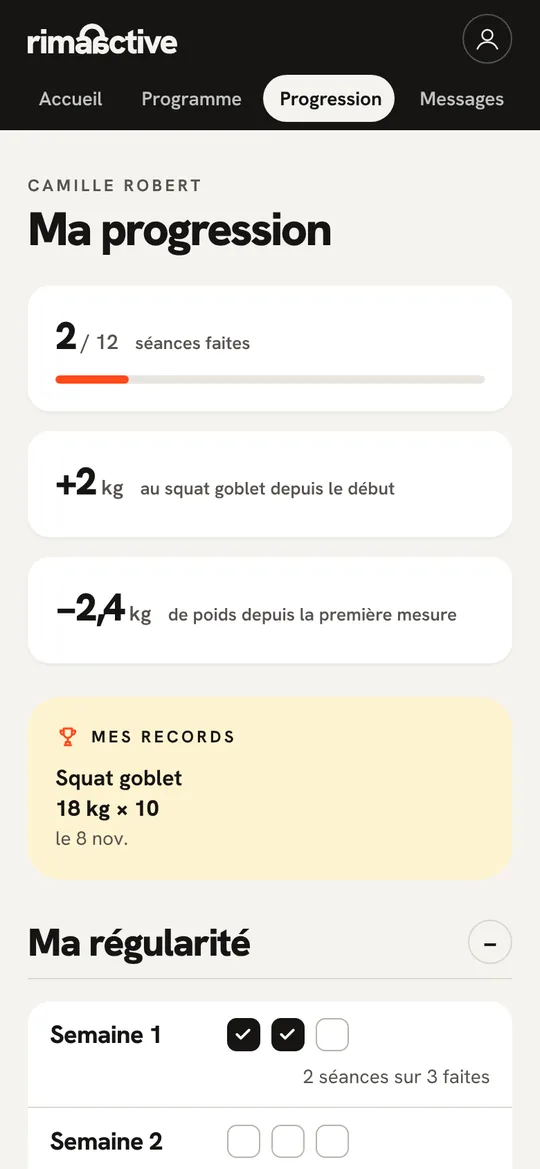 rimaactive
Accueil Programme Progression Messages
CAMILLE ROBERT
Ma progression
2 / 12 séances faites
+2 kg au squat goblet depuis le début
−2,4 kg de poids depuis la première mesure
MES RECORDS
Squat goblet
18 kg × 10
le 8 nov.
Ma régularité
Semaine 1
2 séances sur 3 faites
Semaine 2